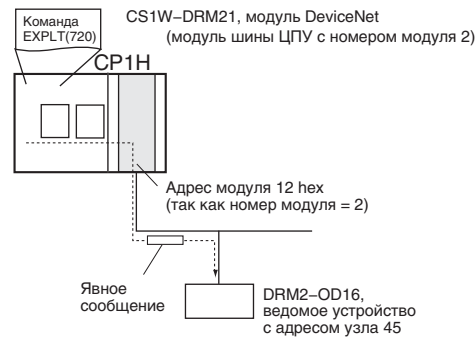 Команда
EXPLT(720)
CS1W–DRM21, модуль DeviceNet
(модуль шины ЦПУ с номером модуля 2)
CP1H
Адрес модуля 12 hex
(так как номер модуля = 2)
Явное
сообщение
DRM2–OD16,
ведомое устройство
с адресом узла 45